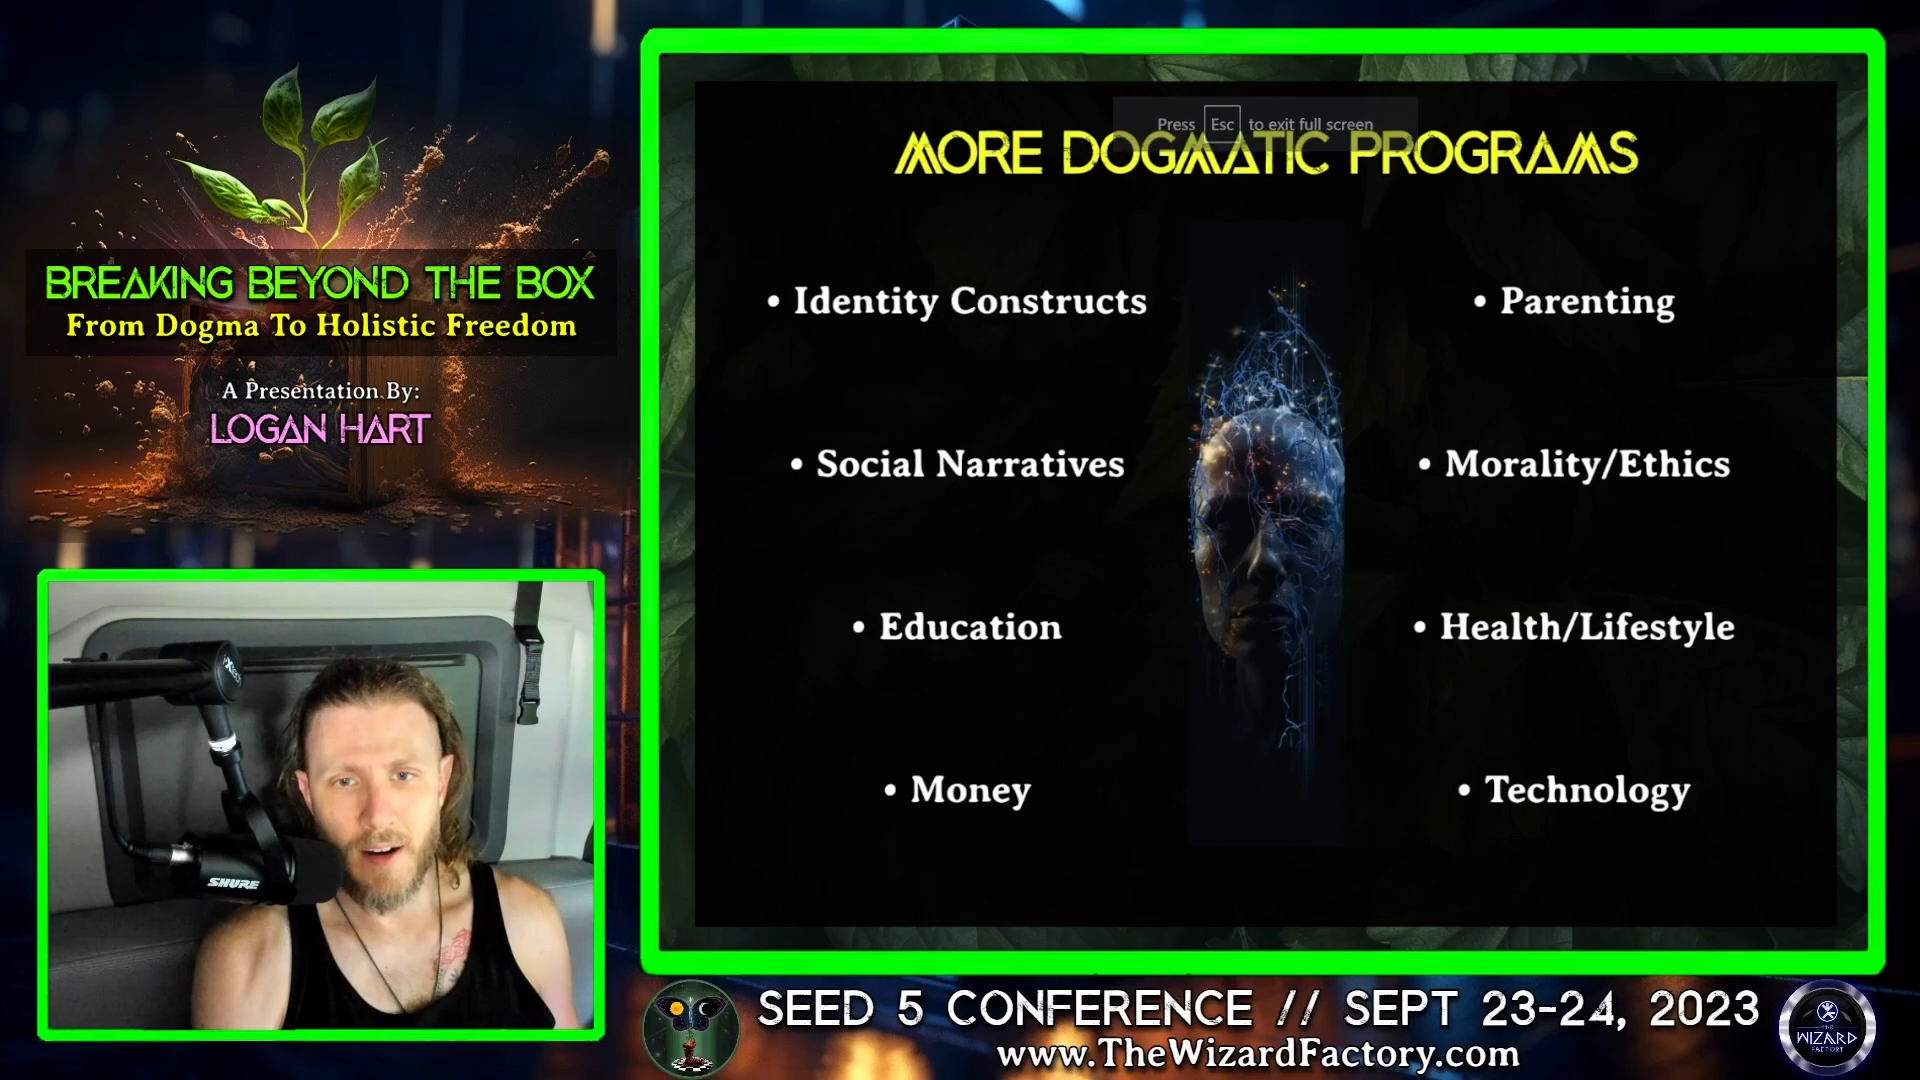 BREAKING BEYOND THE BOX
From Dogma To Holistic Freedom
A Presentation By:
LOGAN HART
SHURE
Press Esc to exit full screen
MORE DOGMATIC PROGRAMS
• Identity Constructs
• Social Narratives
• Education
• Money
• Parenting
• Morality/Ethics
• Health/Lifestyle
• Technology
SEED 5 CONFERENCE // SEPT 23-24, 2023
www.TheWizardFactory.com
THE
WIZARD
FACTORY